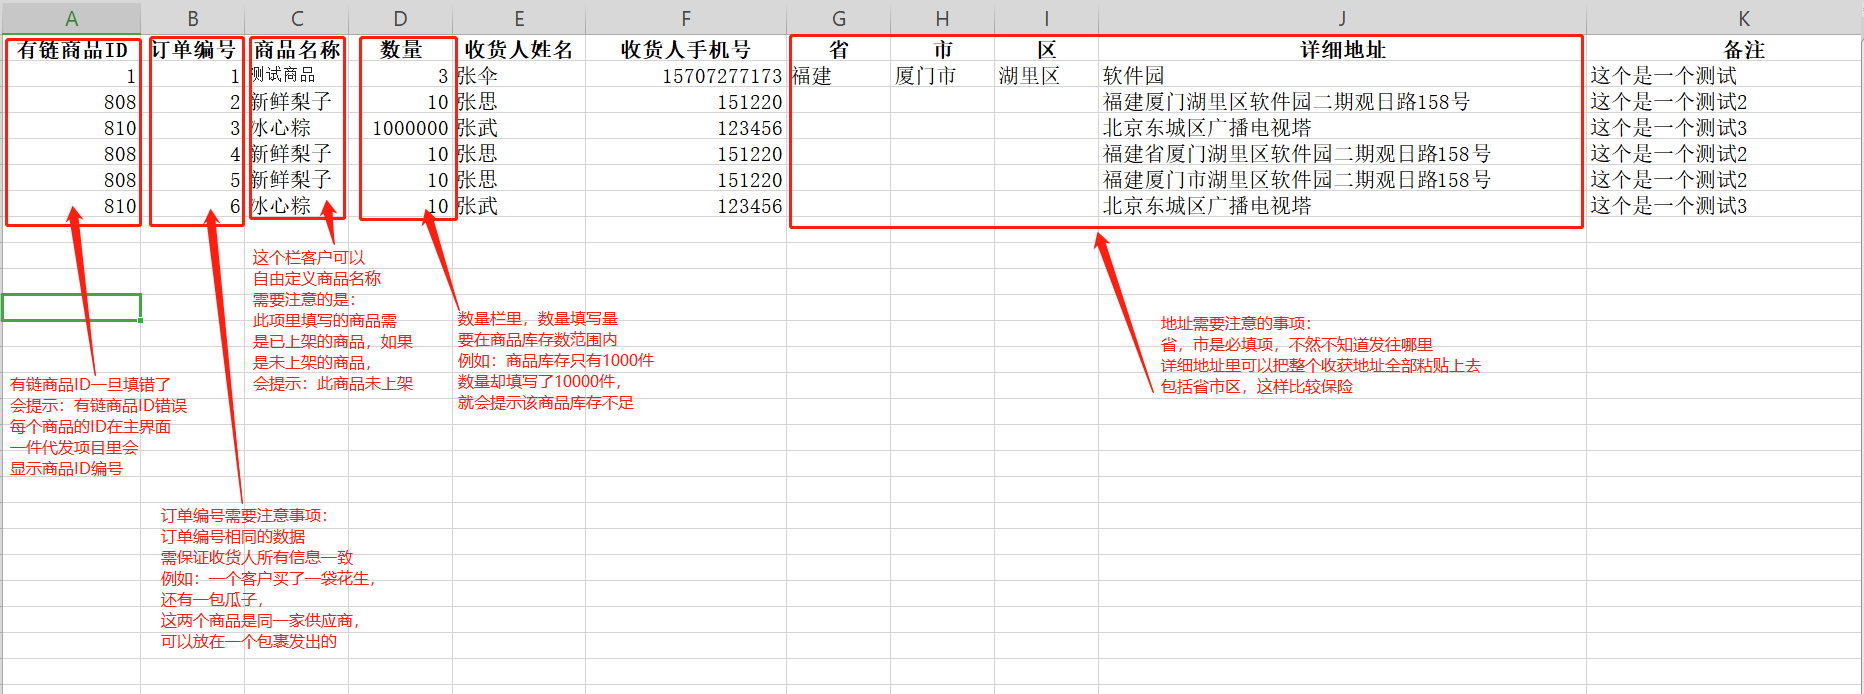 A B C D E F G H I J K
有链商品ID 订单编号 商品名称 数量 收货人姓名 收货人手机号 省 市 区 详细地址 备注
1 1 测试商品 3 张伞 15707277173 福建 厦门市 湖里区 软件园 这个是一个测试
808 2 新鲜梨子 10 张思 151220 福建厦门湖里区软件园二期观日路158号 这个是一个测试2
810 3 水心粽 1000000 张武 123456 北京东城区广播电视塔 这个是一个测试3
808 4 新鲜梨子 10 张思 151220 福建省厦门湖里区软件园二期观日路158号 这个是一个测试2
808 5 新鲜梨子 10 张思 151220 福建厦门市湖里区软件园二期观日路158号 这个是一个测试2
810 6 水心粽 10 张武 123456 北京东城区广播电视塔 这个是一个测试3
有链商品ID一旦填错了
会提示：有链商品ID错误
每个商品的ID在主界面
一件代发项目里会
显示商品ID编号
订单编号需要注意事项：
订单编号相同的数据
需保证收货人所有信息一致
例如：一个客户买了一袋花生，
还有一包瓜子，
这两个商品是同一家供应商，
可以放在一个包裹发出的
这个栏客户可以
自由定义商品名称
需要注意的是：
此项里填写的商品需
是已上架的商品，如果
是未上架的商品，
会提示：此商品未上架
数量栏里，数量填写量
要在商品库存数范围内
例如：商品库存只有1000件
数量却填写了10000件，
就会提示该商品库存不足
地址需要注意的事项：
省，市是必填项，不然不知道发往哪里
详细地址里可以把整个收获地址全部粘贴上去
包括省市区，这样比较保险